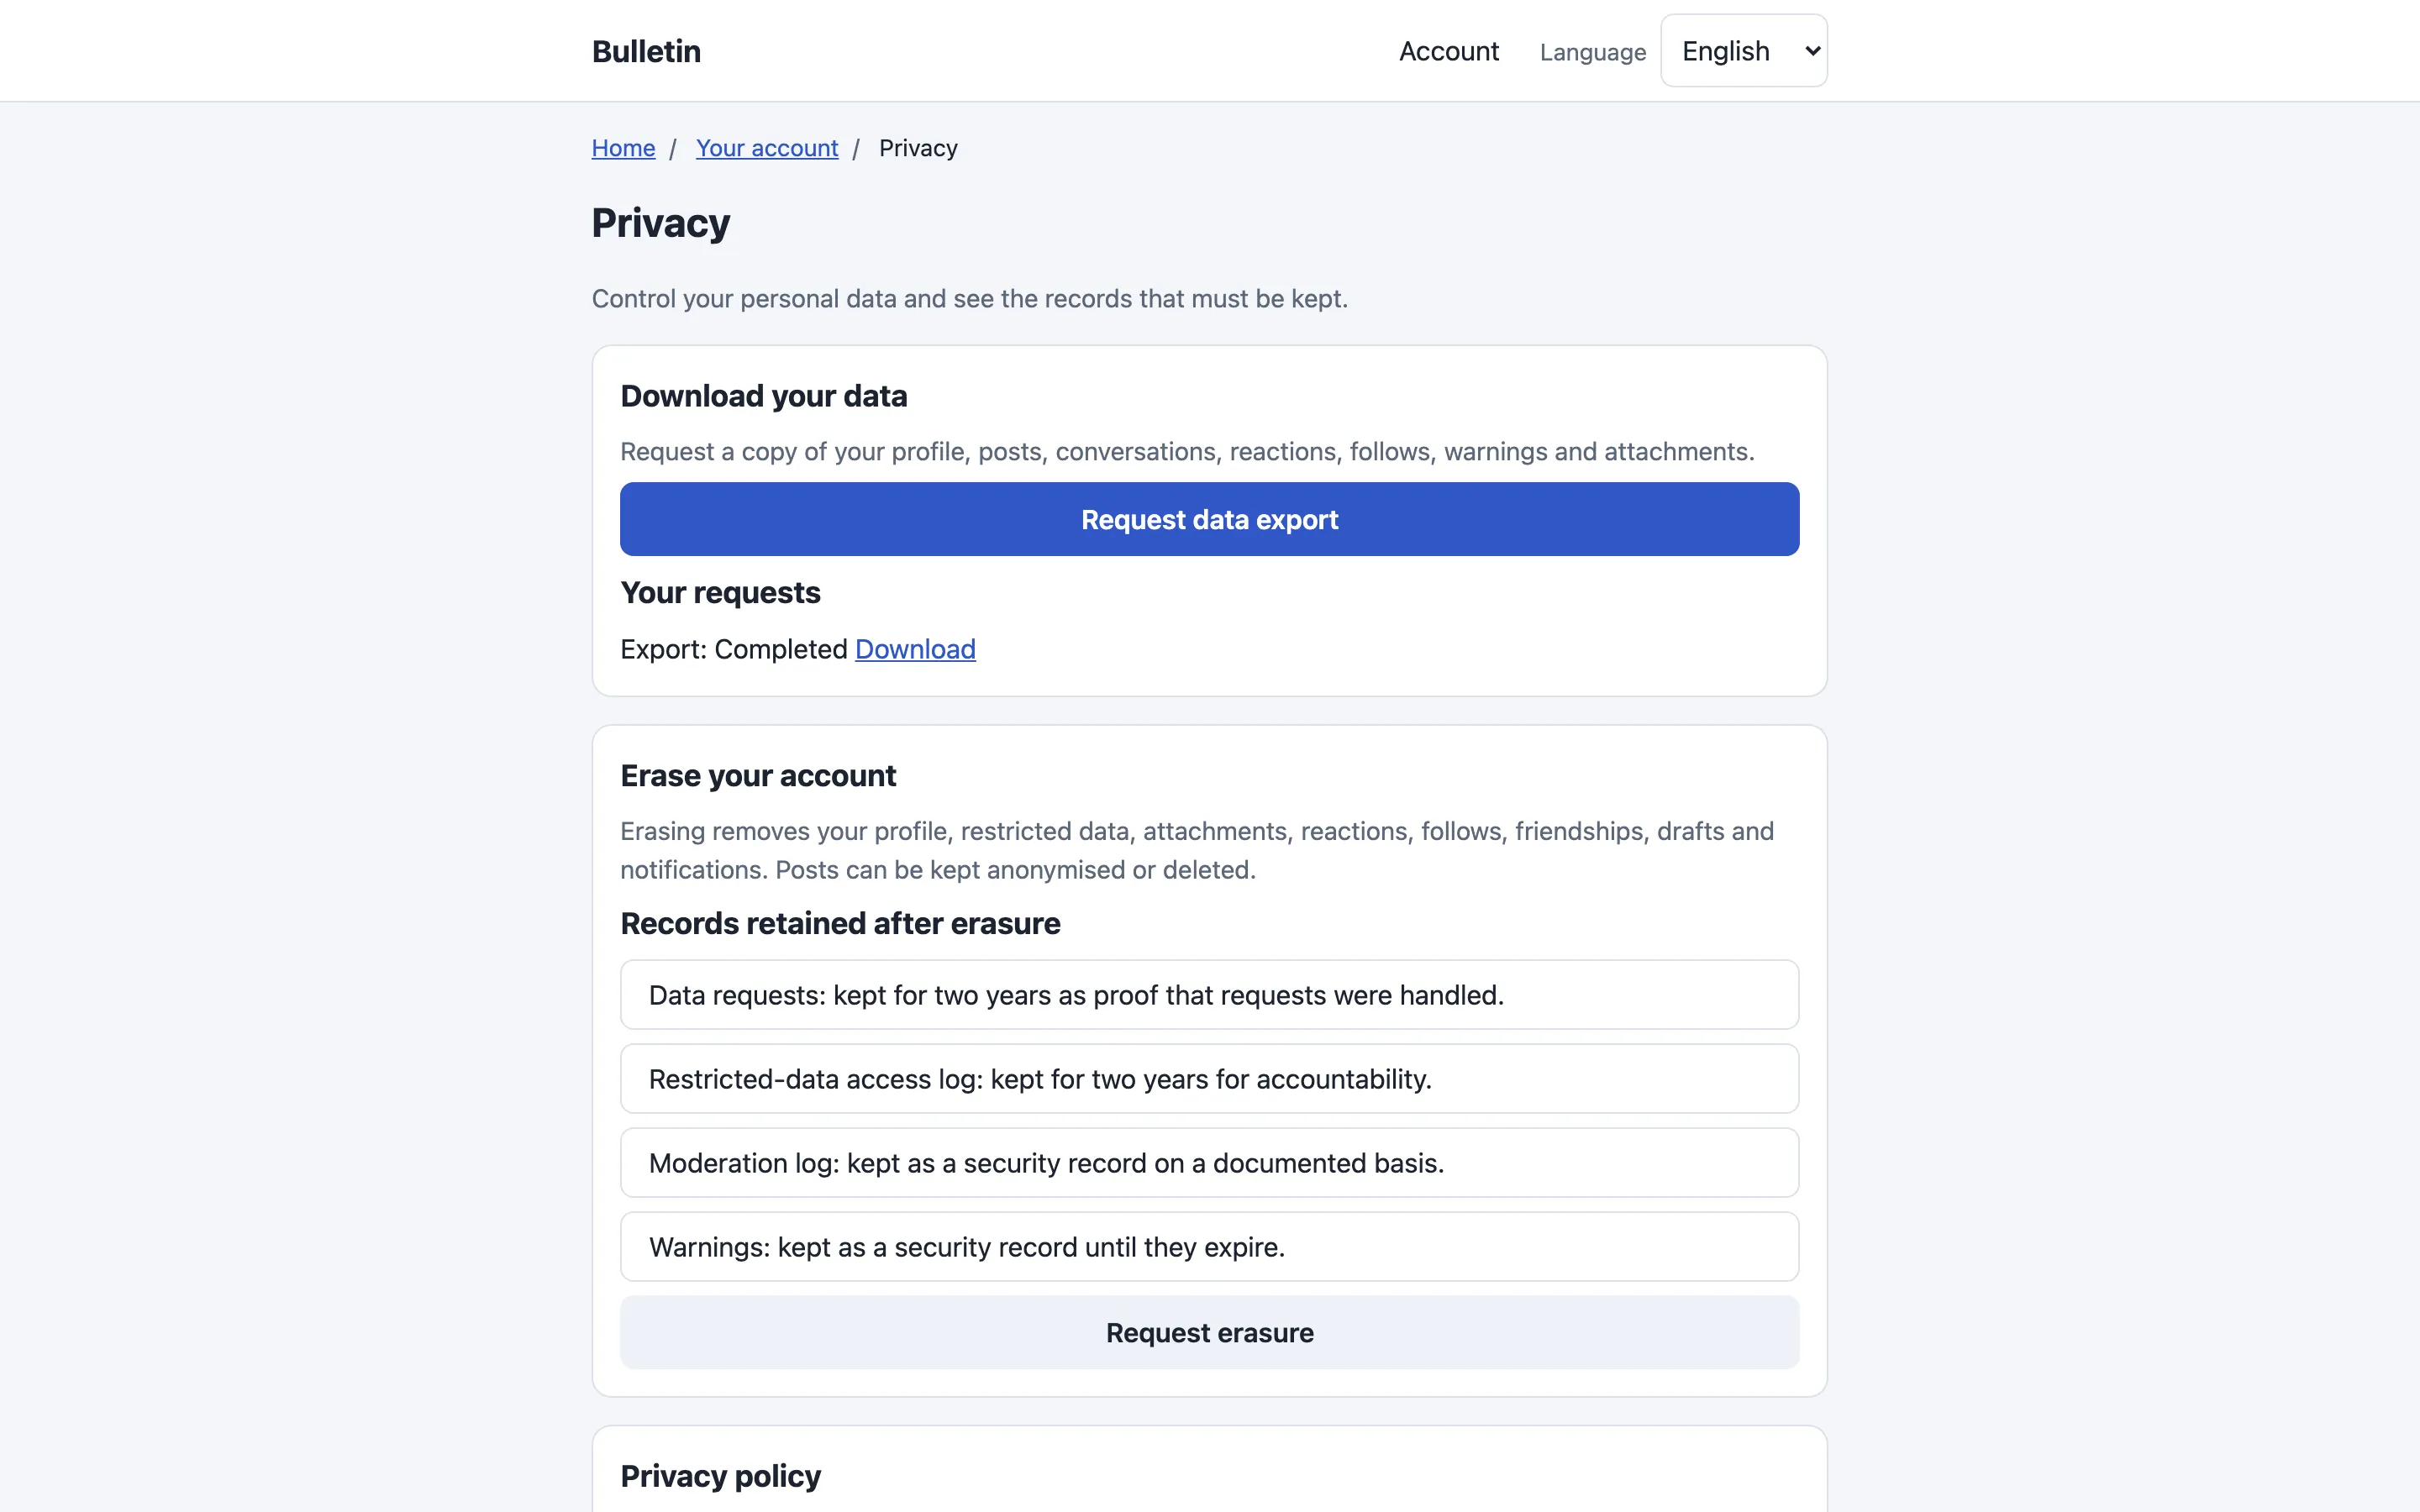 Bulletin
Account
Language
English
Home / Your account / Privacy
Privacy
Control your personal data and see the records that must be kept.
Download your data
Request a copy of your profile, posts, conversations, reactions, follows, warnings and attachments.
Request data export
Your requests
Export: Completed Download
Erase your account
Erasing removes your profile, restricted data, attachments, reactions, follows, friendships, drafts and
notifications. Posts can be kept anonymised or deleted.
Records retained after erasure
Data requests: kept for two years as proof that requests were handled.
Restricted-data access log: kept for two years for accountability.
Moderation log: kept as a security record on a documented basis.
Warnings: kept as a security record until they expire.
Request erasure
Privacy policy